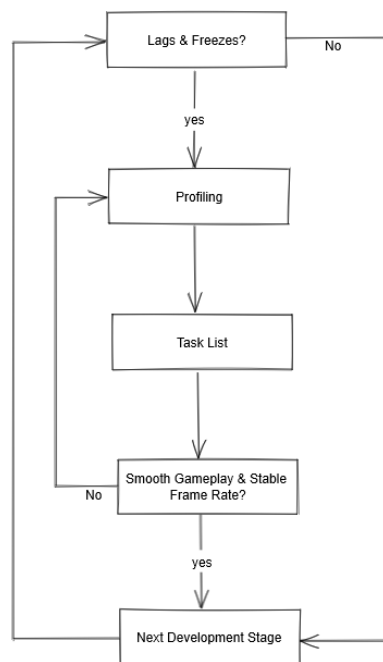 Lags & Freezes?
No
yes
Profiling
Task List
Smooth Gameplay & Stable
Frame Rate?
No
yes
Next Development Stage